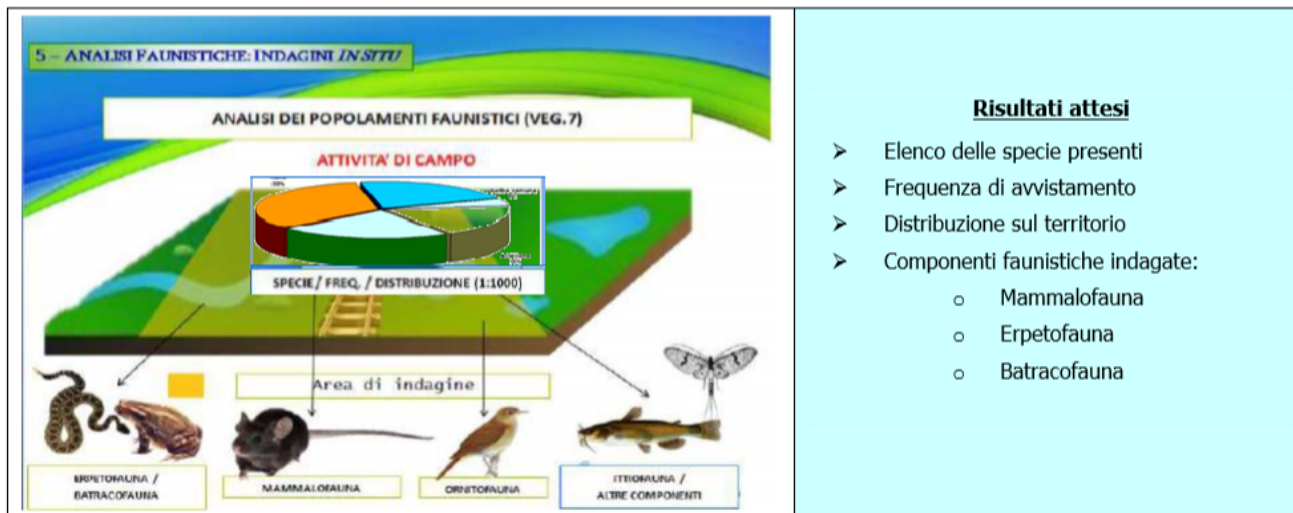 5 – ANALISI FAUNISTICHE: INDAGINI IN SITU
ANALISI DEI POPOLAMENTI FAUNISTICI (VEG.7)
ATTIVITA' DI CAMPO
SPECIE / FREQ. / DISTRIBUZIONE (1:1000)
Area di indagine
ERPETOFAUNA /
BATRACOFAUNA
MAMMALOFAUNA
ORNITOFAUNA
ITTIOFAUNA /
ALTRE COMPONENTI
Risultati attesi
➢ Elenco delle specie presenti
➢ Frequenza di avvistamento
➢ Distribuzione sul territorio
➢ Componenti faunistiche indagate:
o Mammalofauna
o Erpetofauna
o Batracofauna